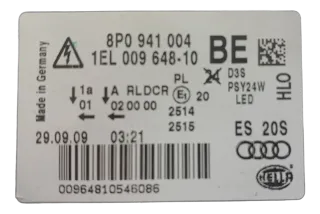 Made in Germany
8P0 941 004
1EL 009 648-10
BE
HLO
D3S
PSY24W
LED
PL
1a
A RLDCR
E1
20
01
02 00 00
2514
2515
29.09.09
03:21
ES 20S
00964810546086
HELLA